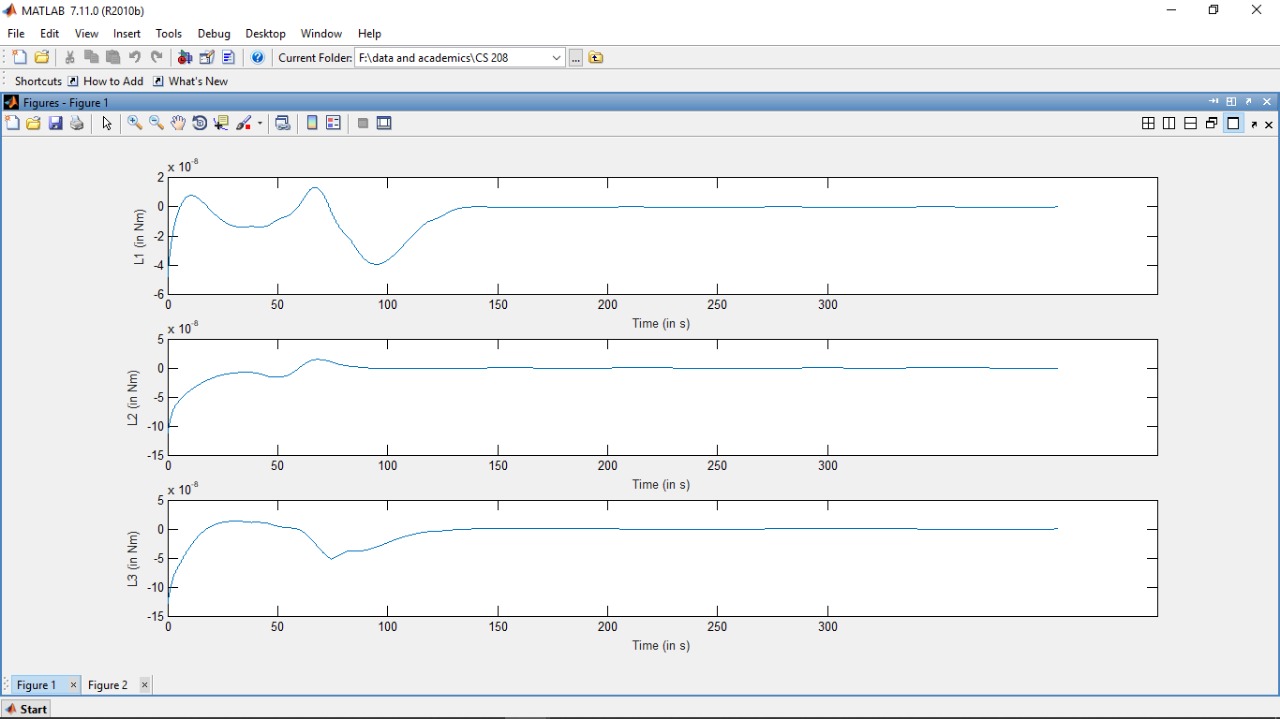 MATLAB 7.11.0 (R2010b)
File Edit View Insert Tools Debug Desktop Window Help
Current Folder: F:\data and academics\CS 208 ...
Shortcuts How to Add What's New
Figures - Figure 1
x 10^-8
2
0
-2
-4
-6
L1 (in Nm)
0 50 100 150 200 250 300
Time (in s)
x 10^-8
5
0
-5
-10
-15
L2 (in Nm)
0 50 100 150 200 250 300
Time (in s)
x 10^-8
5
0
-5
-10
-15
L3 (in Nm)
0 50 100 150 200 250 300
Time (in s)
Figure 1 Figure 2
Start